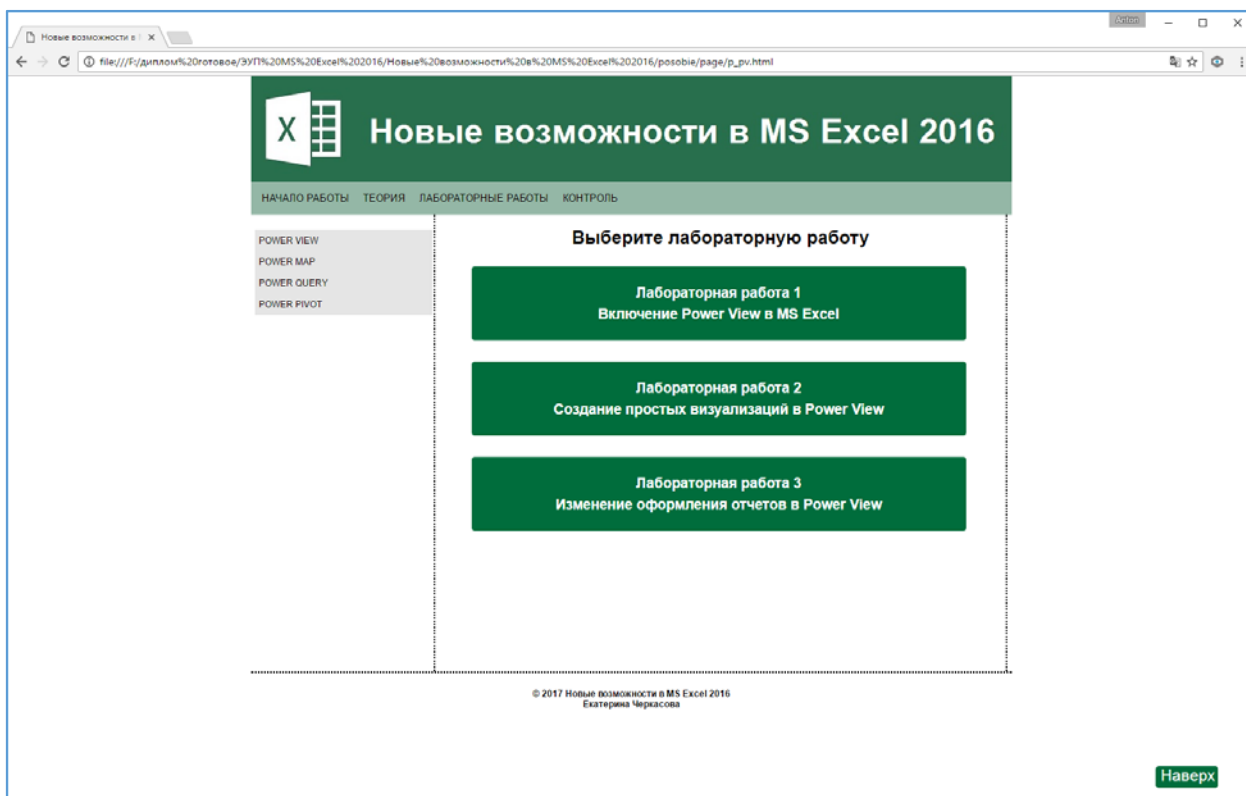 Anton
Новые возможности в
file:///F:/диплом%20готовое/ЭУП%20MS%20Excel%202016/Новые%20возможности%20в%20MS%20Excel%202016/posobie/page/p_pv.html
X
Новые возможности в MS Excel 2016
НАЧАЛО РАБОТЫ ТЕОРИЯ ЛАБОРАТОРНЫЕ РАБОТЫ КОНТРОЛЬ
POWER VIEW
POWER MAP
POWER QUERY
POWER PIVOT
Выберите лабораторную работу
Лабораторная работа 1
Включение Power View в MS Excel
Лабораторная работа 2
Создание простых визуализаций в Power View
Лабораторная работа 3
Изменение оформления отчетов в Power View
© 2017 Новые возможности в MS Excel 2016
Екатерина Черкасова
Наверх